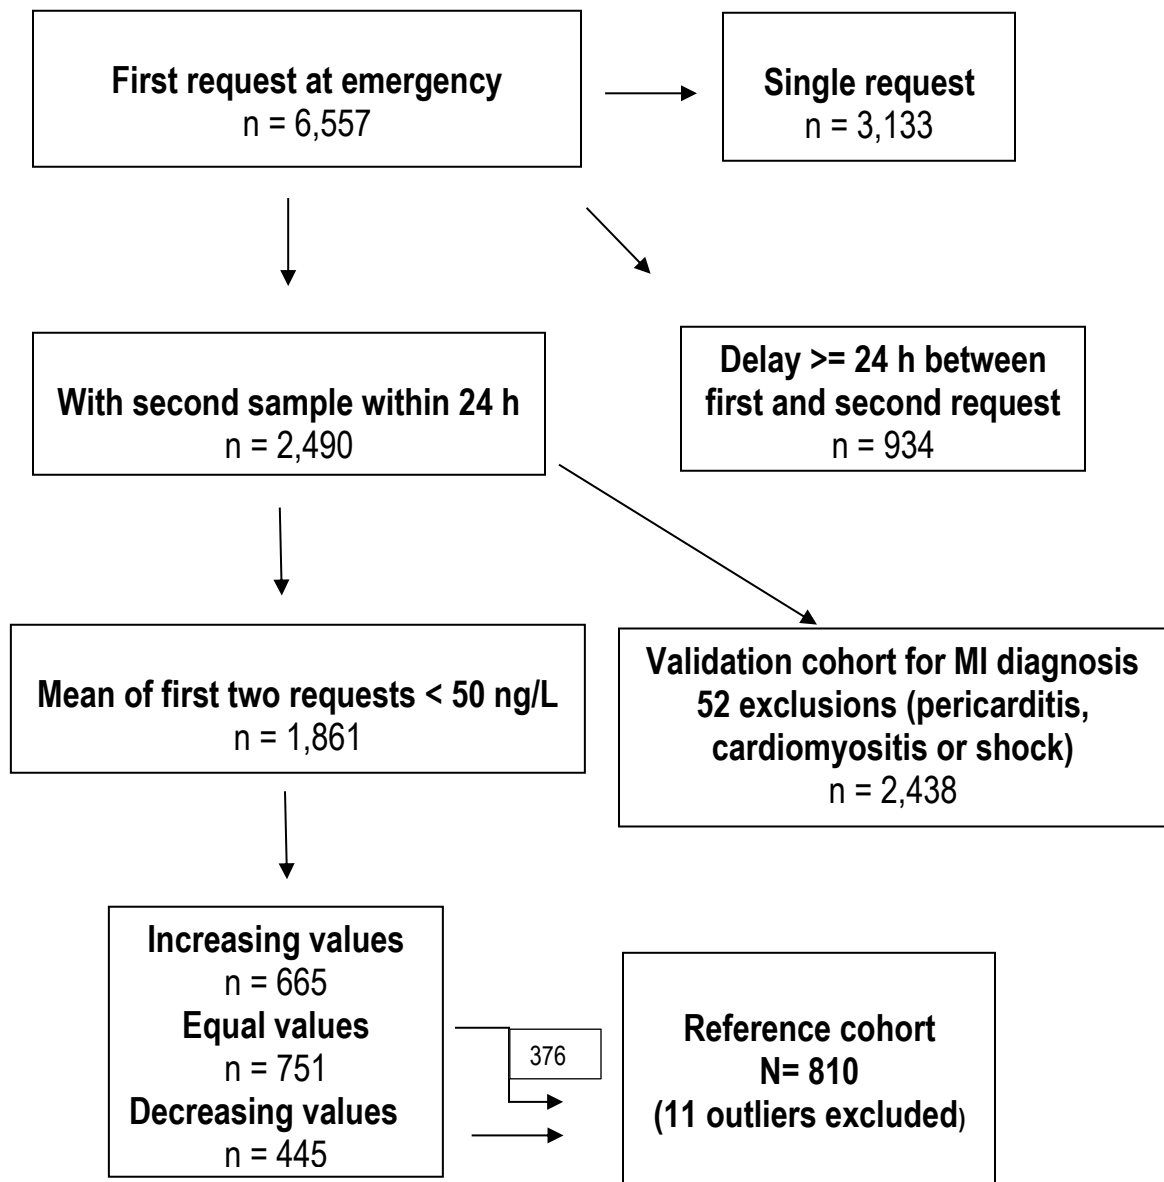 First request at emergency
n = 6,557
Single request
n = 3,133
With second sample within 24 h
n = 2,490
Delay >= 24 h between
first and second request
n = 934
Mean of first two requests < 50 ng/L
n = 1,861
Validation cohort for MI diagnosis
52 exclusions (pericarditis,
cardiomyositis or shock)
n = 2,438
Increasing values
n = 665
Equal values
n = 751
Decreasing values
n = 445
376
Reference cohort
N= 810
(11 outliers excluded)